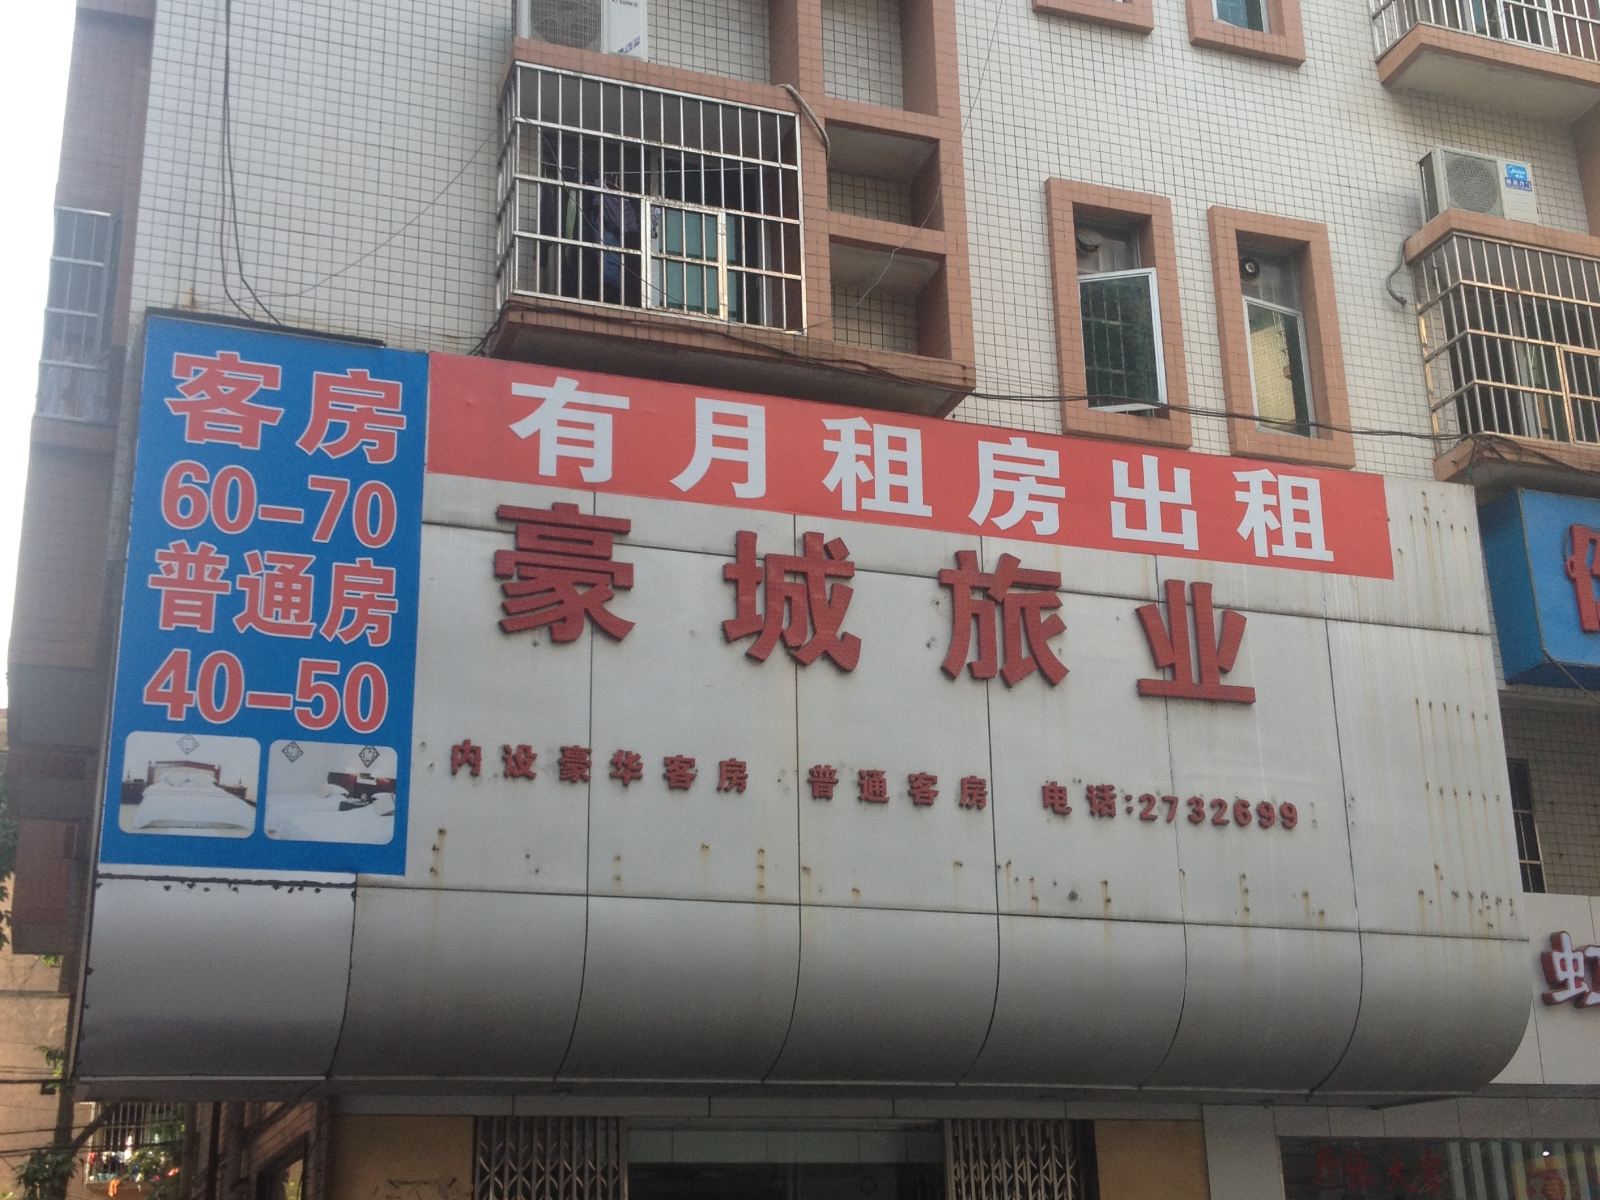 客房
60-70
普通房
40-50
有月租房出租
豪城旅业
内设豪华客房 普通客房 电话:2732699
虹